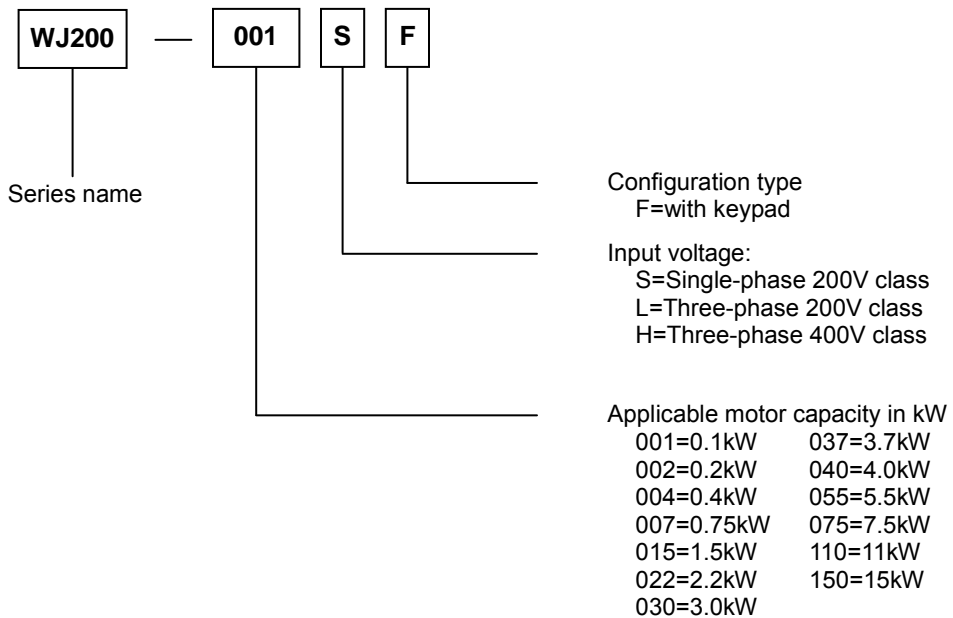 WJ200 — 001 S F
Series name
Configuration type
F=with keypad
Input voltage:
S=Single-phase 200V class
L=Three-phase 200V class
H=Three-phase 400V class
Applicable motor capacity in kW
001=0.1kW 037=3.7kW
002=0.2kW 040=4.0kW
004=0.4kW 055=5.5kW
007=0.75kW 075=7.5kW
015=1.5kW 110=11kW
022=2.2kW 150=15kW
030=3.0kW